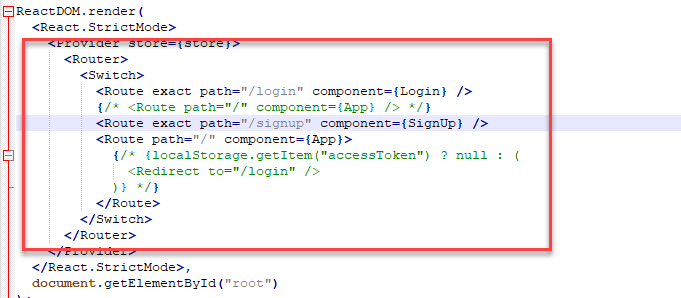 ReactDOM.render(
<React.StrictMode>
<Provider store={store}>
<Router>
<Switch>
<Route exact path="/login" component={Login} />
{/* <Route path="/" component={App} /> */}
<Route exact path="/signup" component={SignUp} />
<Route path="/" component={App}>
{/* {localStorage.getItem("accessToken") ? null : (
<Redirect to="/login" />
)} */}
</Route>
</Switch>
</Router>
</Provider>
</React.StrictMode>,
document.getElementById("root")